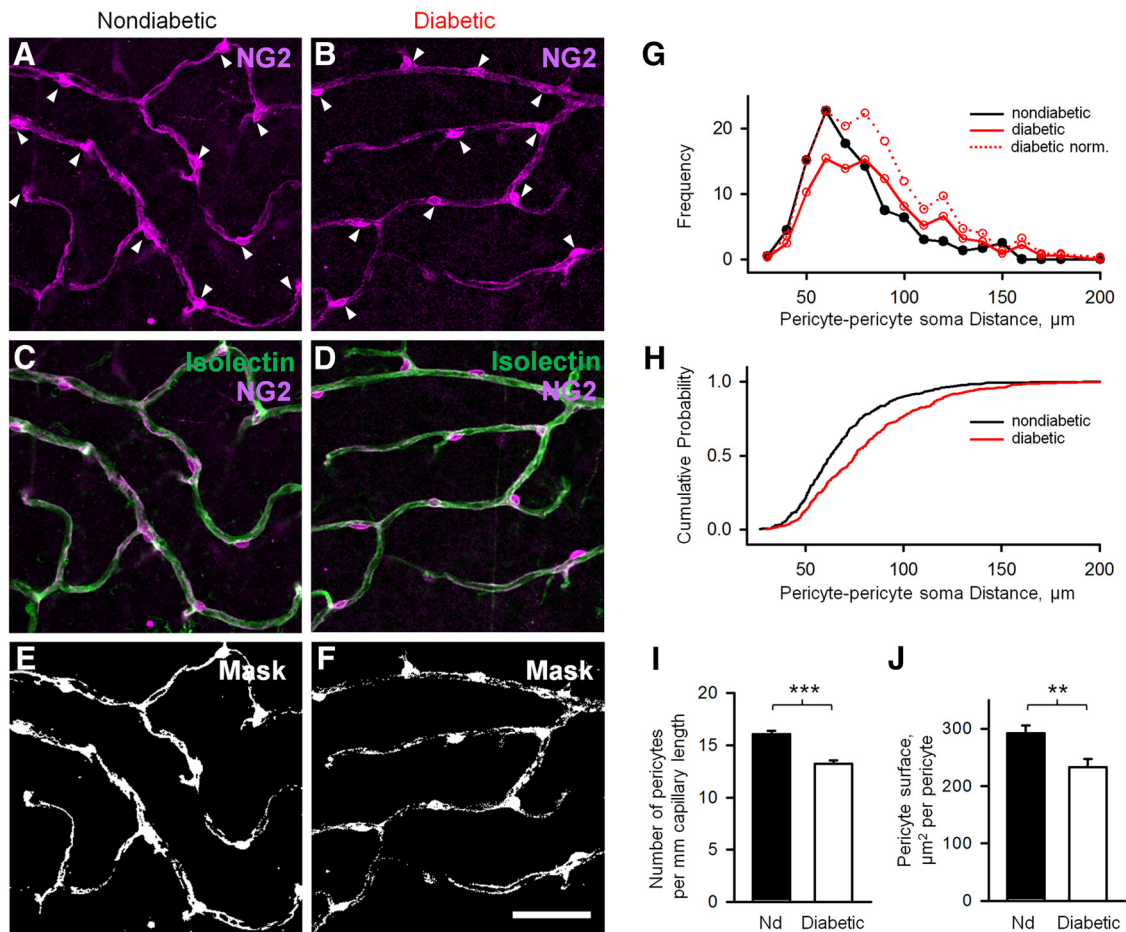 Nondiabetic
Diabetic
A
NG2
B
NG2
C
Isolectin
NG2
D
Isolectin
NG2
E
Mask
F
Mask
G
Frequency
20
10
0
nondiabetic
diabetic
diabetic norm.
50
100
150
200
Pericyte-pericyte soma Distance, µm
H
Cumulative Probability
1.0
0.5
0.0
nondiabetic
diabetic
50
100
150
200
Pericyte-pericyte soma Distance, µm
I
Number of pericytes
per mm capillary length
20
15
10
5
0
***
Nd
Diabetic
J
Pericyte surface,
µm² per pericyte
300
200
100
0
**
Nd
Diabetic